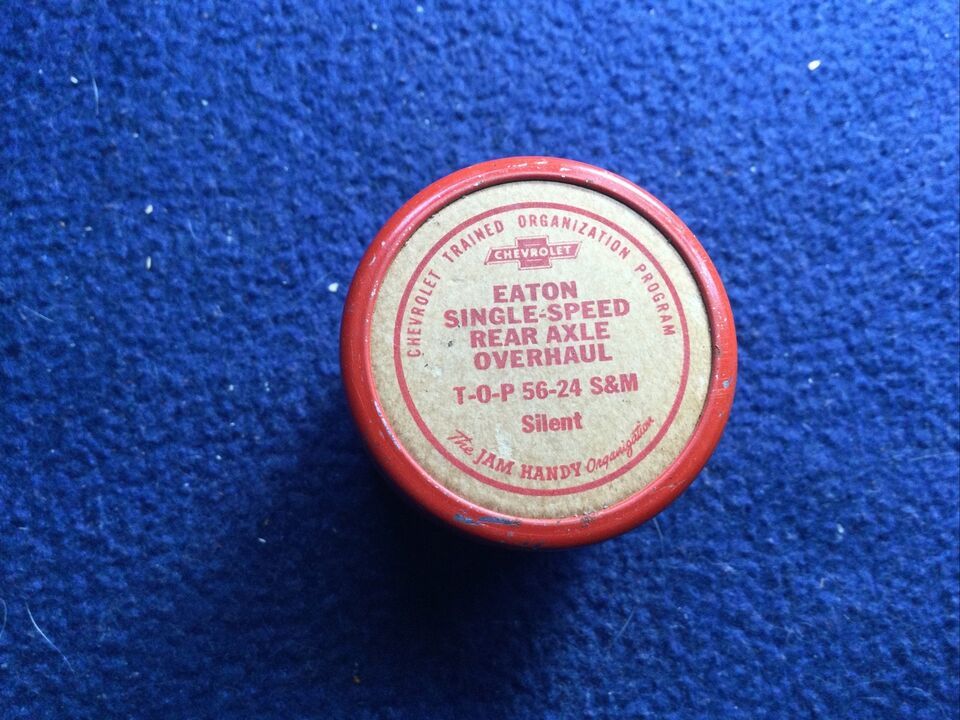 CHEVROLET TRAINED ORGANIZATION PROGRAM
CHEVROLET
EATON
SINGLE-SPEED
REAR AXLE
OVERHAUL
T-O-P 56-24 S&M
Silent
The JAM HANDY Organization